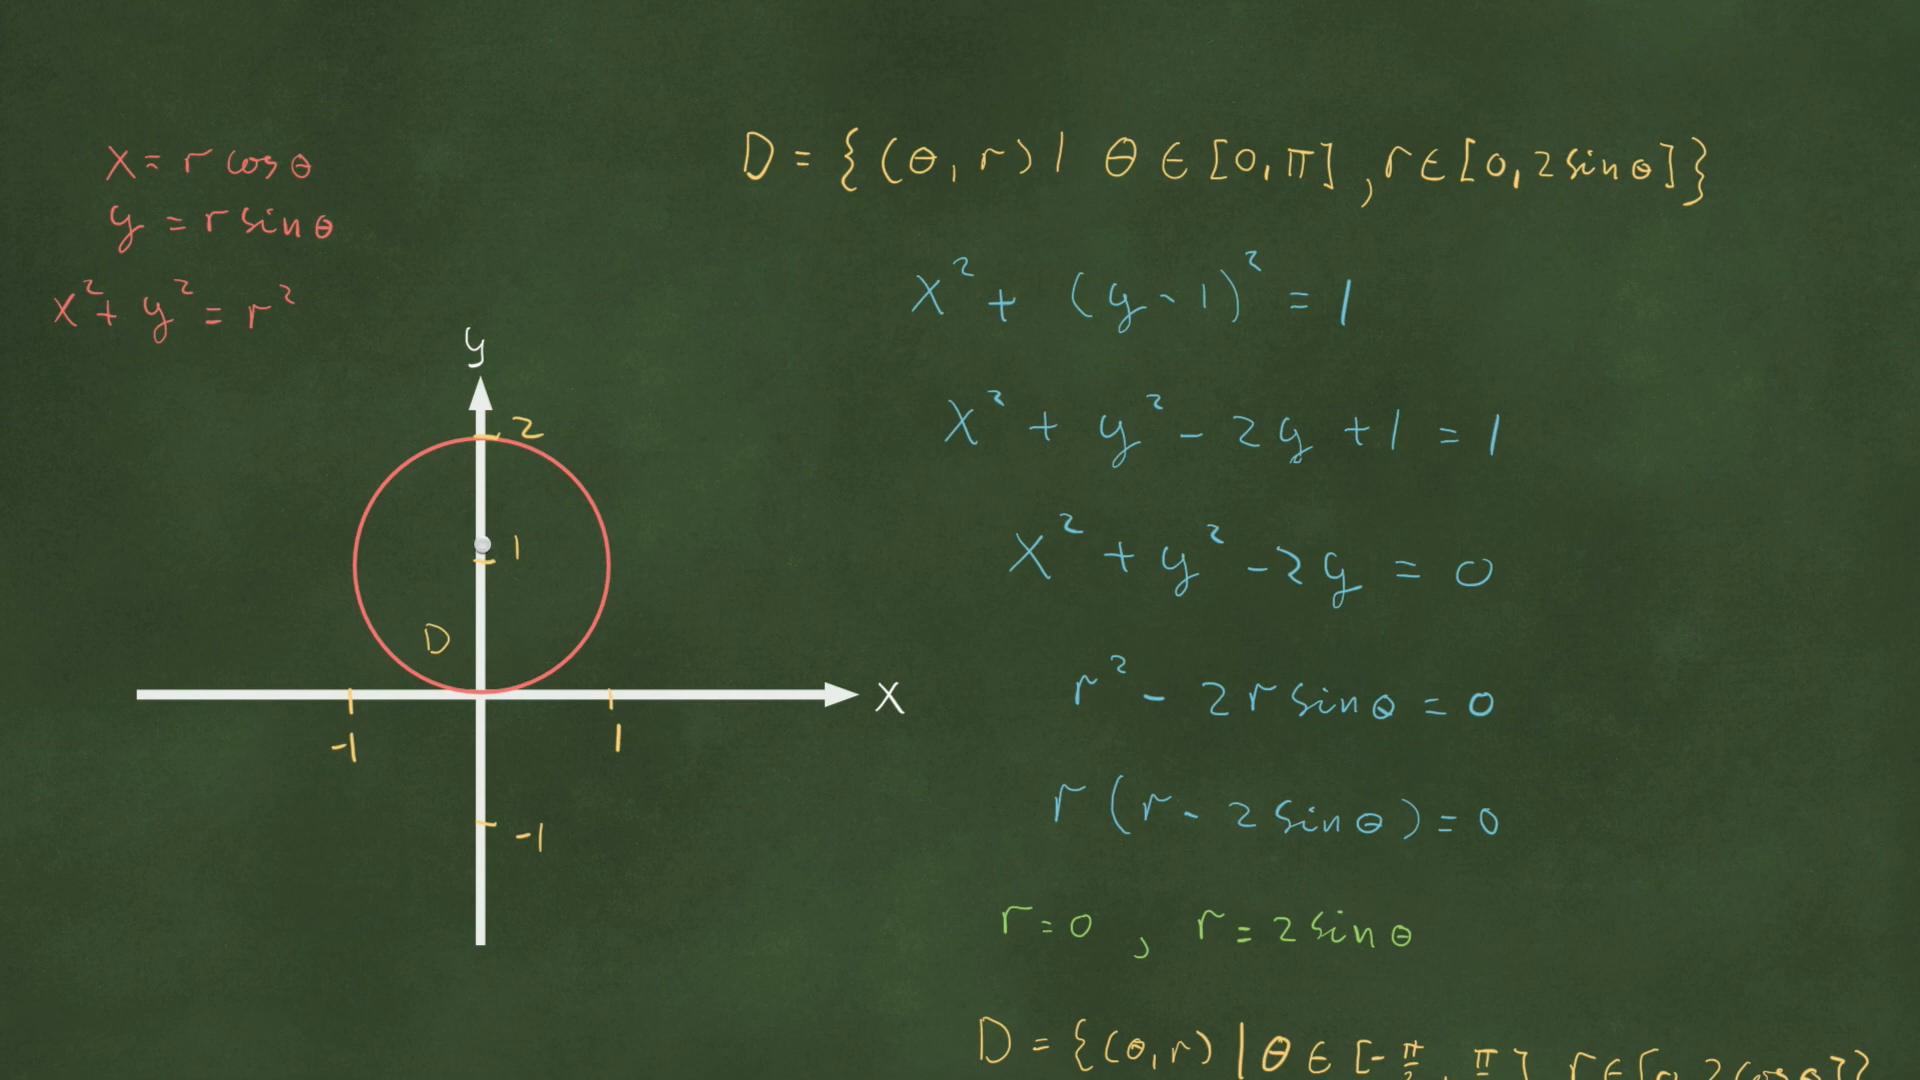 x = r cos θ
y = r sin θ
x² + y² = r²
y
2
1
D
x
-1
1
-1
D = {(θ, r) | θ ∈ [0, π], r ∈ [0, 2 sin θ]}
x² + (y - 1)² = 1
x² + y² - 2y + 1 = 1
x² + y² - 2y = 0
r² - 2r sin θ = 0
r(r - 2 sin θ) = 0
r = 0, r = 2 sin θ
D = {(θ, r) | θ ∈ [-π/2, π